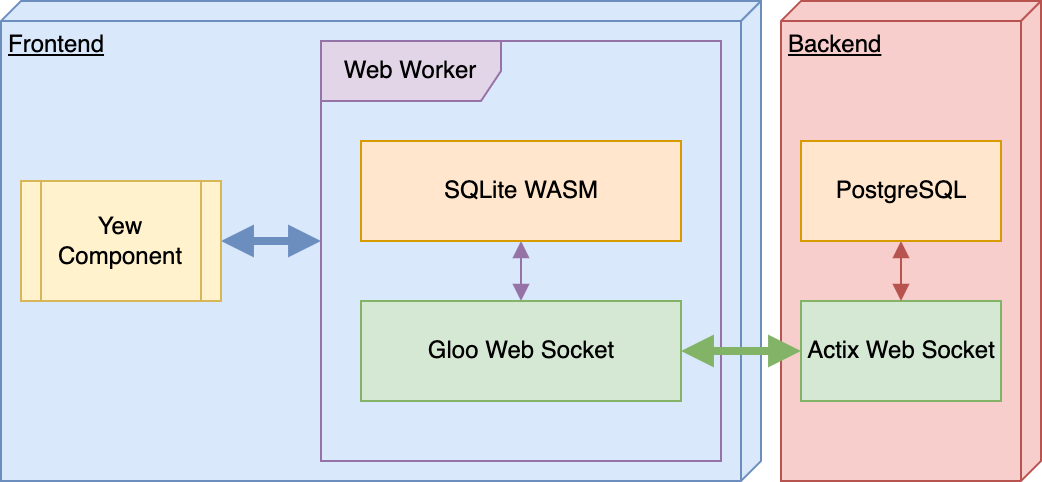 Frontend
Web Worker
SQLite WASM
Yew
Component
Gloo Web Socket
Backend
PostgreSQL
Actix Web Socket